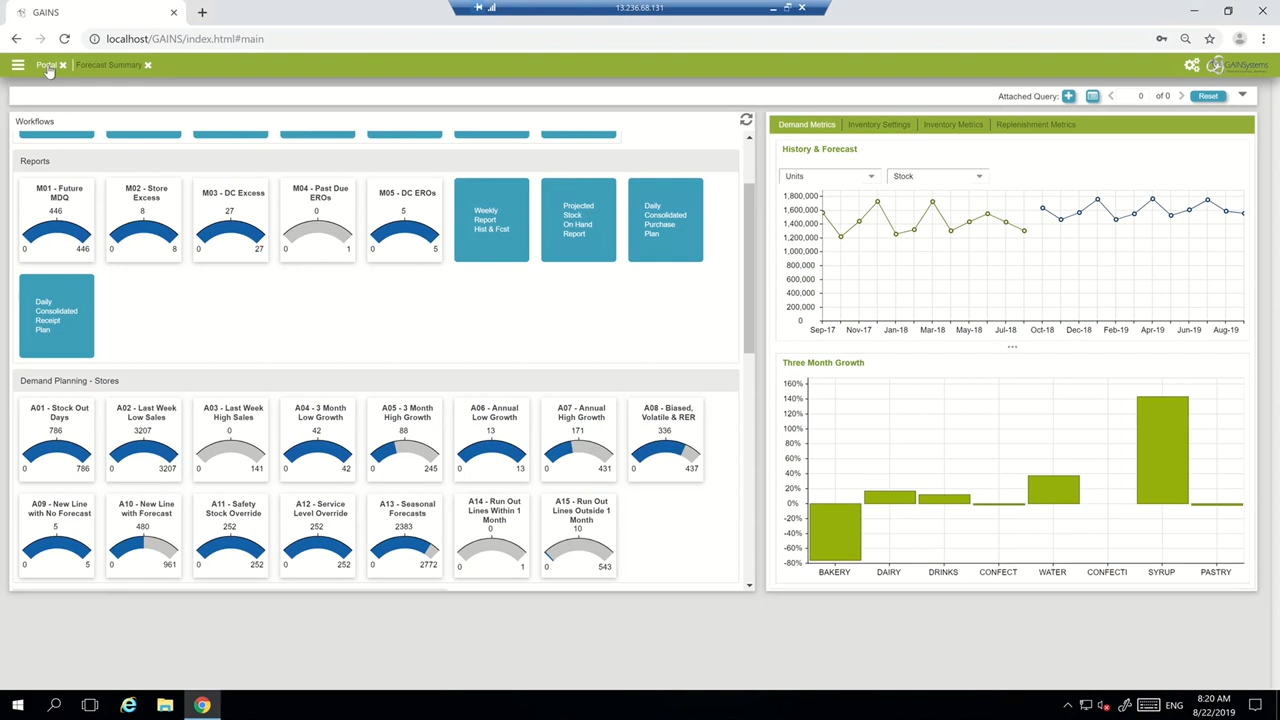 GAINS
13.236.68.131
localhost/GAINS/index.html#main
Portal
Forecast Summary
GAINSystems
Attached Query:
0 of 0
Reset
Workflows
Reports
M01 - Future MDQ
446
0 446
M02 - Store Excess
8
0 8
M03 - DC Excess
27
0 27
M04 - Past Due EROs
0
0 1
M05 - DC EROs
5
0 5
Weekly
Report
Hist & Fcst
Projected
Stock
On Hand
Report
Daily
Consolidated
Purchase
Plan
Daily
Consolidated
Receipt
Plan
Demand Planning - Stores
A01 - Stock Out Days
786
0 786
A02 - Last Week Low Sales
3207
0 3207
A03 - Last Week High Sales
0
0 141
A04 - 3 Month Low Growth
42
0 42
A05 - 3 Month High Growth
88
0 245
A06 - Annual Low Growth
13
0 13
A07 - Annual High Growth
171
0 431
A08 - Biased, Volatile & RER
336
0 437
A09 - New Line with No Forecast
5
0 5
A10 - New Line with Forecast
480
0 961
A11 - Safety Stock Override
252
0 252
A12 - Service Level Override
252
0 252
A13 - Seasonal Forecasts
2383
0 2772
A14 - Run Out Lines Within 1 Month
0
0 1
A15 - Run Out Lines Outside 1 Month
10
0 543
Demand Metrics
Inventory Settings
Inventory Metrics
Replenishment Metrics
History & Forecast
Units
Stock
1,800,000
1,600,000
1,400,000
1,200,000
1,000,000
800,000
600,000
400,000
200,000
0
Sep-17 Nov-17 Jan-18 Mar-18 May-18 Jul-18 Oct-18 Dec-18 Feb-19 Apr-19 Jun-19 Aug-19
Three Month Growth
160%
140%
120%
100%
80%
60%
40%
20%
0%
-20%
-40%
-60%
-80%
BAKERY DAIRY DRINKS CONFECT WATER CONFECTI SYRUP PASTRY
ENG
8:20 AM
8/22/2019